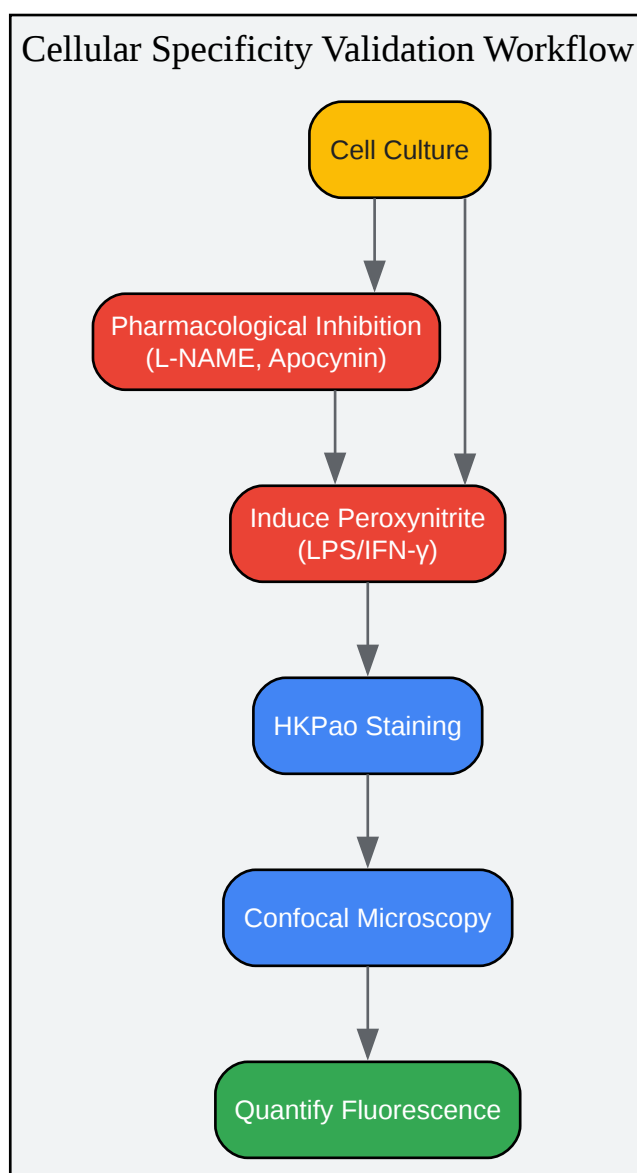 Cellular Specificity Validation Workflow
Cell Culture
Pharmacological Inhibition
(L-NAME, Apocynin)
Induce Peroxynitrite
(LPS/IFN-γ)
HKPao Staining
Confocal Microscopy
Quantify Fluorescence